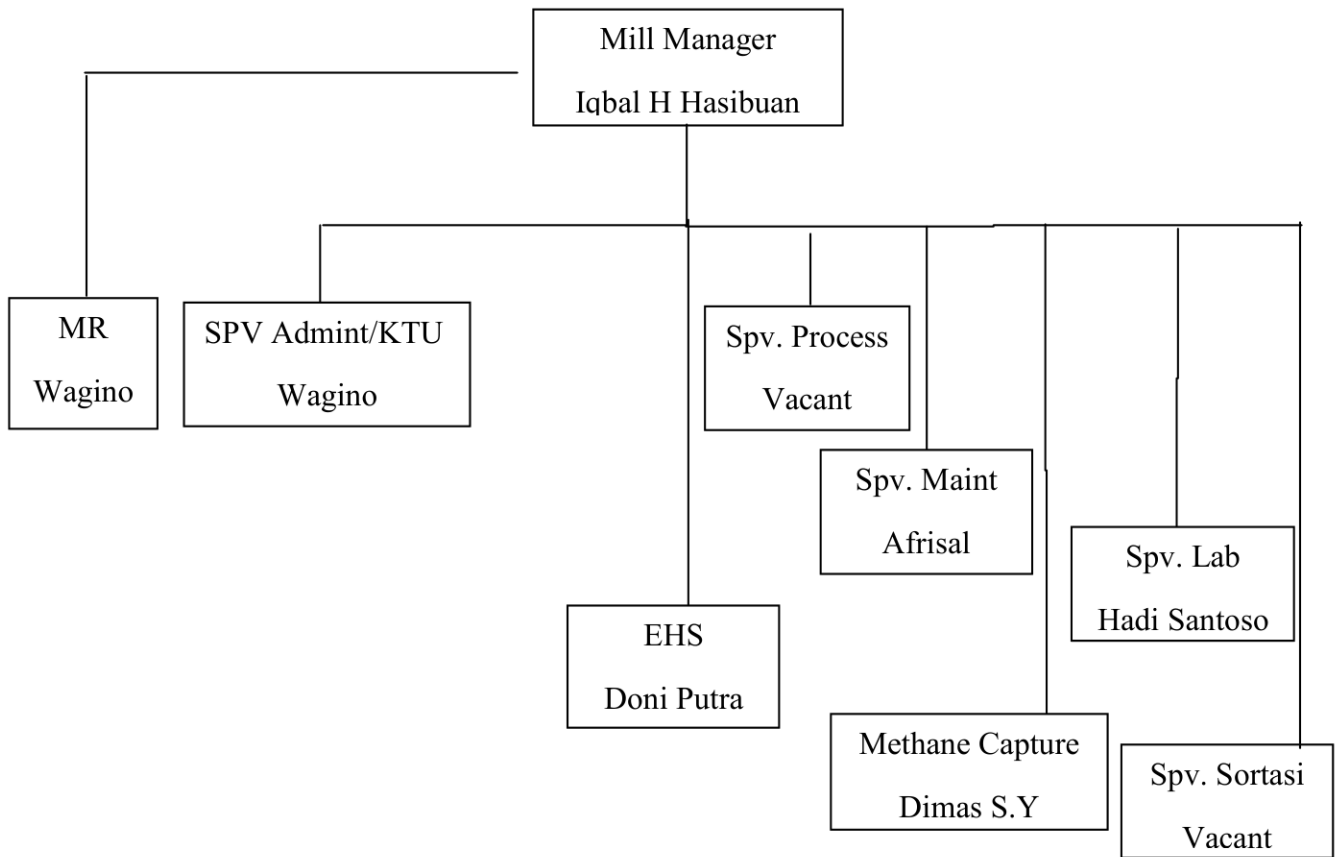 Mill Manager
Iqbal H Hasibuan
MR
Wagino
SPV Admint/KTU
Wagino
Spv. Process
Vacant
Spv. Maint
Afrisal
Spv. Lab
Hadi Santoso
EHS
Doni Putra
Methane Capture
Dimas S.Y
Spv. Sortasi
Vacant